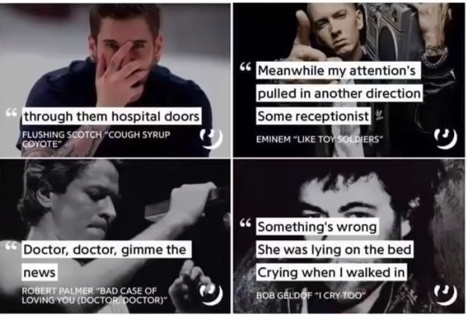 “ through them hospital doors
FLUSHING SCOTCH "COUGH SYRUP
COYOTE"
“ Meanwhile my attention's
pulled in another direction
Some receptionist
EMINEM "LIKE TOY SOLDIERS"
“ Doctor, doctor, gimme the
news
ROBERT PALMER "BAD CASE OF
LOVING YOU (DOCTOR, DOCTOR)"
“ Something's wrong
She was lying on the bed
Crying when I walked in
BOB GELDOF "I CRY TOO"